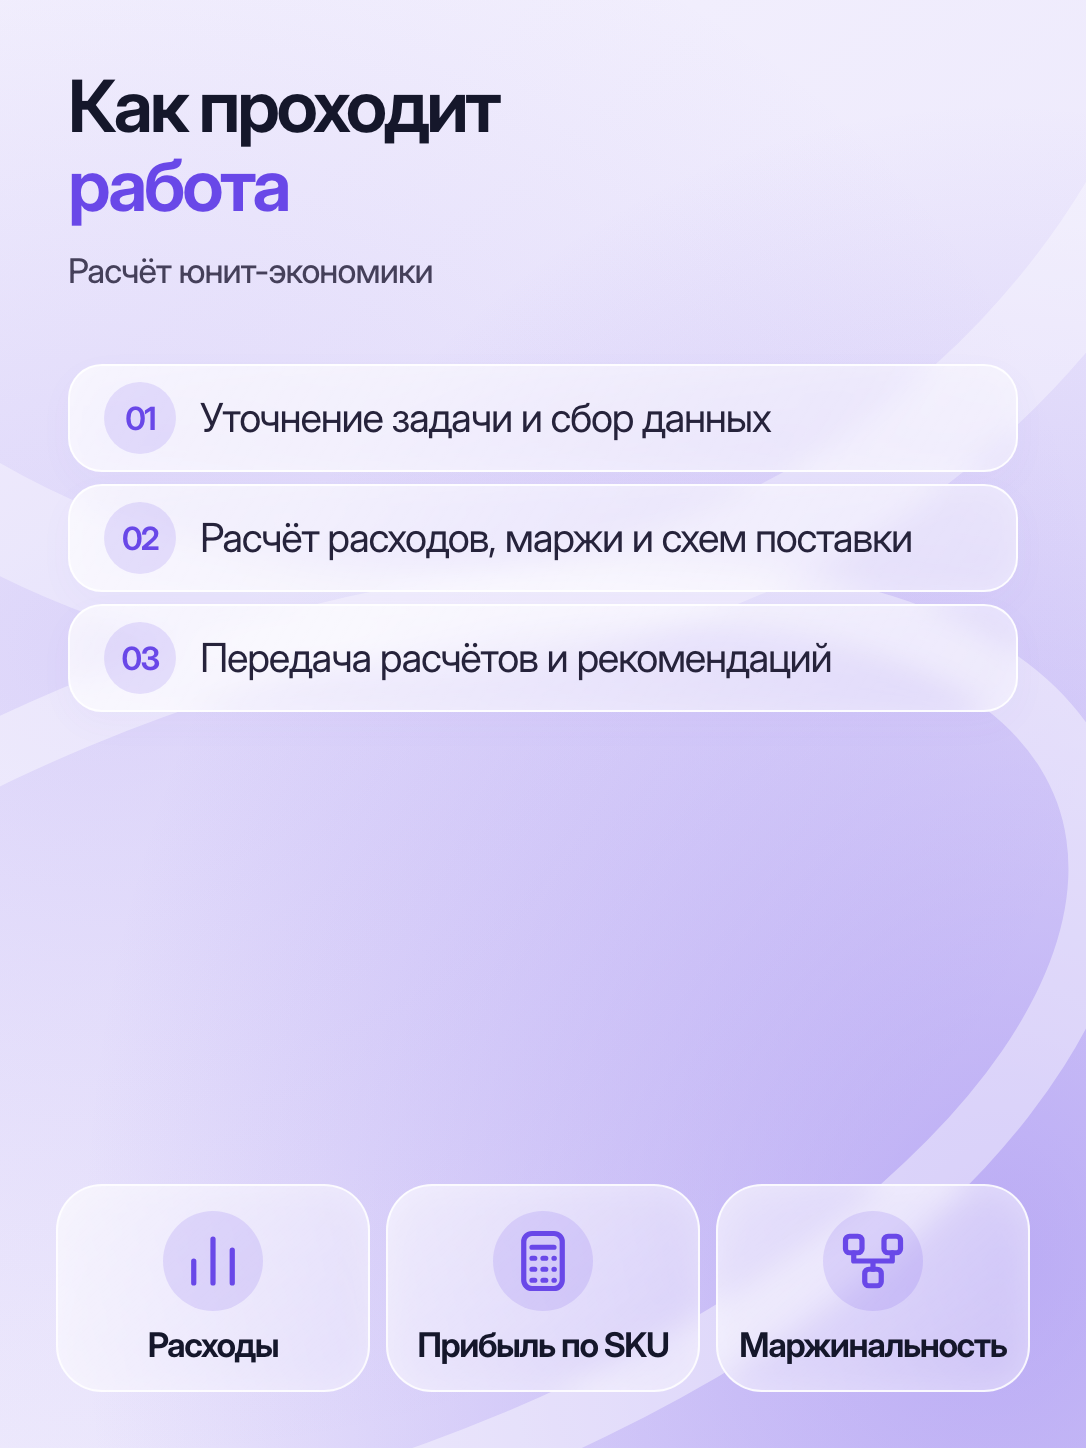 Как проходит
работа
Расчёт юнит-экономики
01 Уточнение задачи и сбор данных
02 Расчёт расходов, маржи и схем поставки
03 Передача расчётов и рекомендаций
Расходы
Прибыль по SKU
Маржинальность